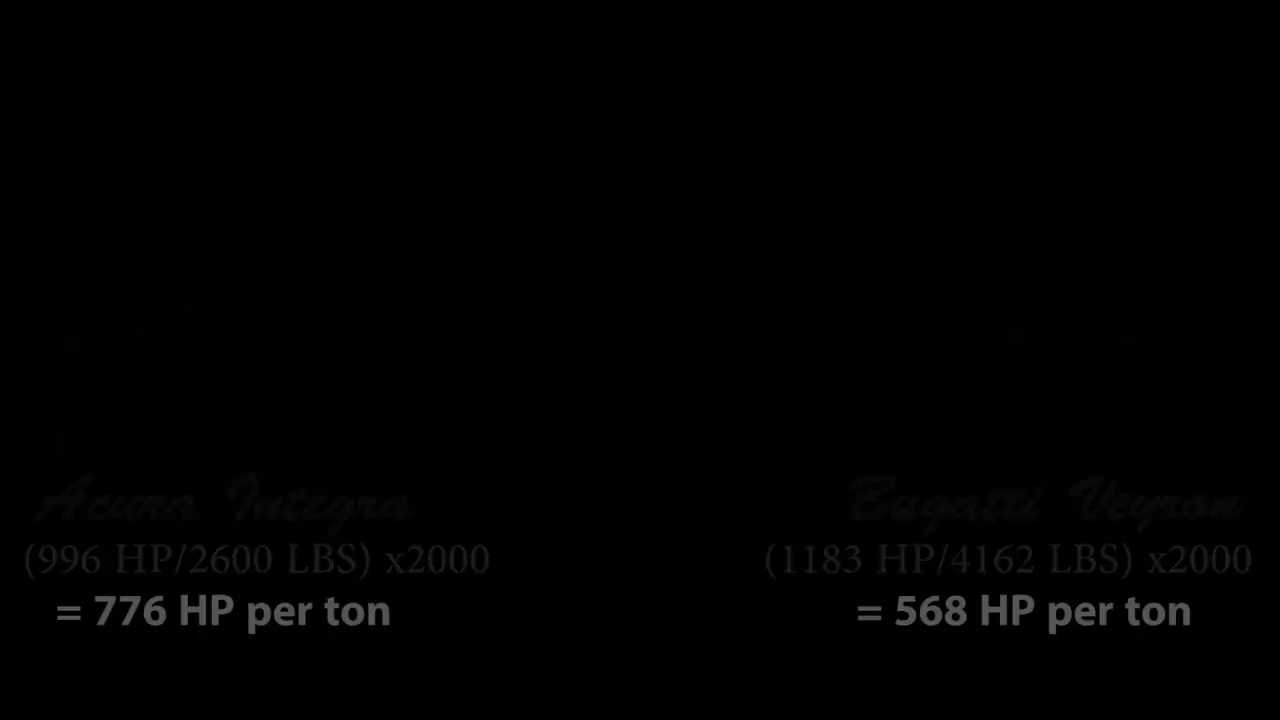 Acura Integra
(996 HP/2600 LBS) x2000
= 776 HP per ton
Bugatti Veyron
(1183 HP/4162 LBS) x2000
= 568 HP per ton